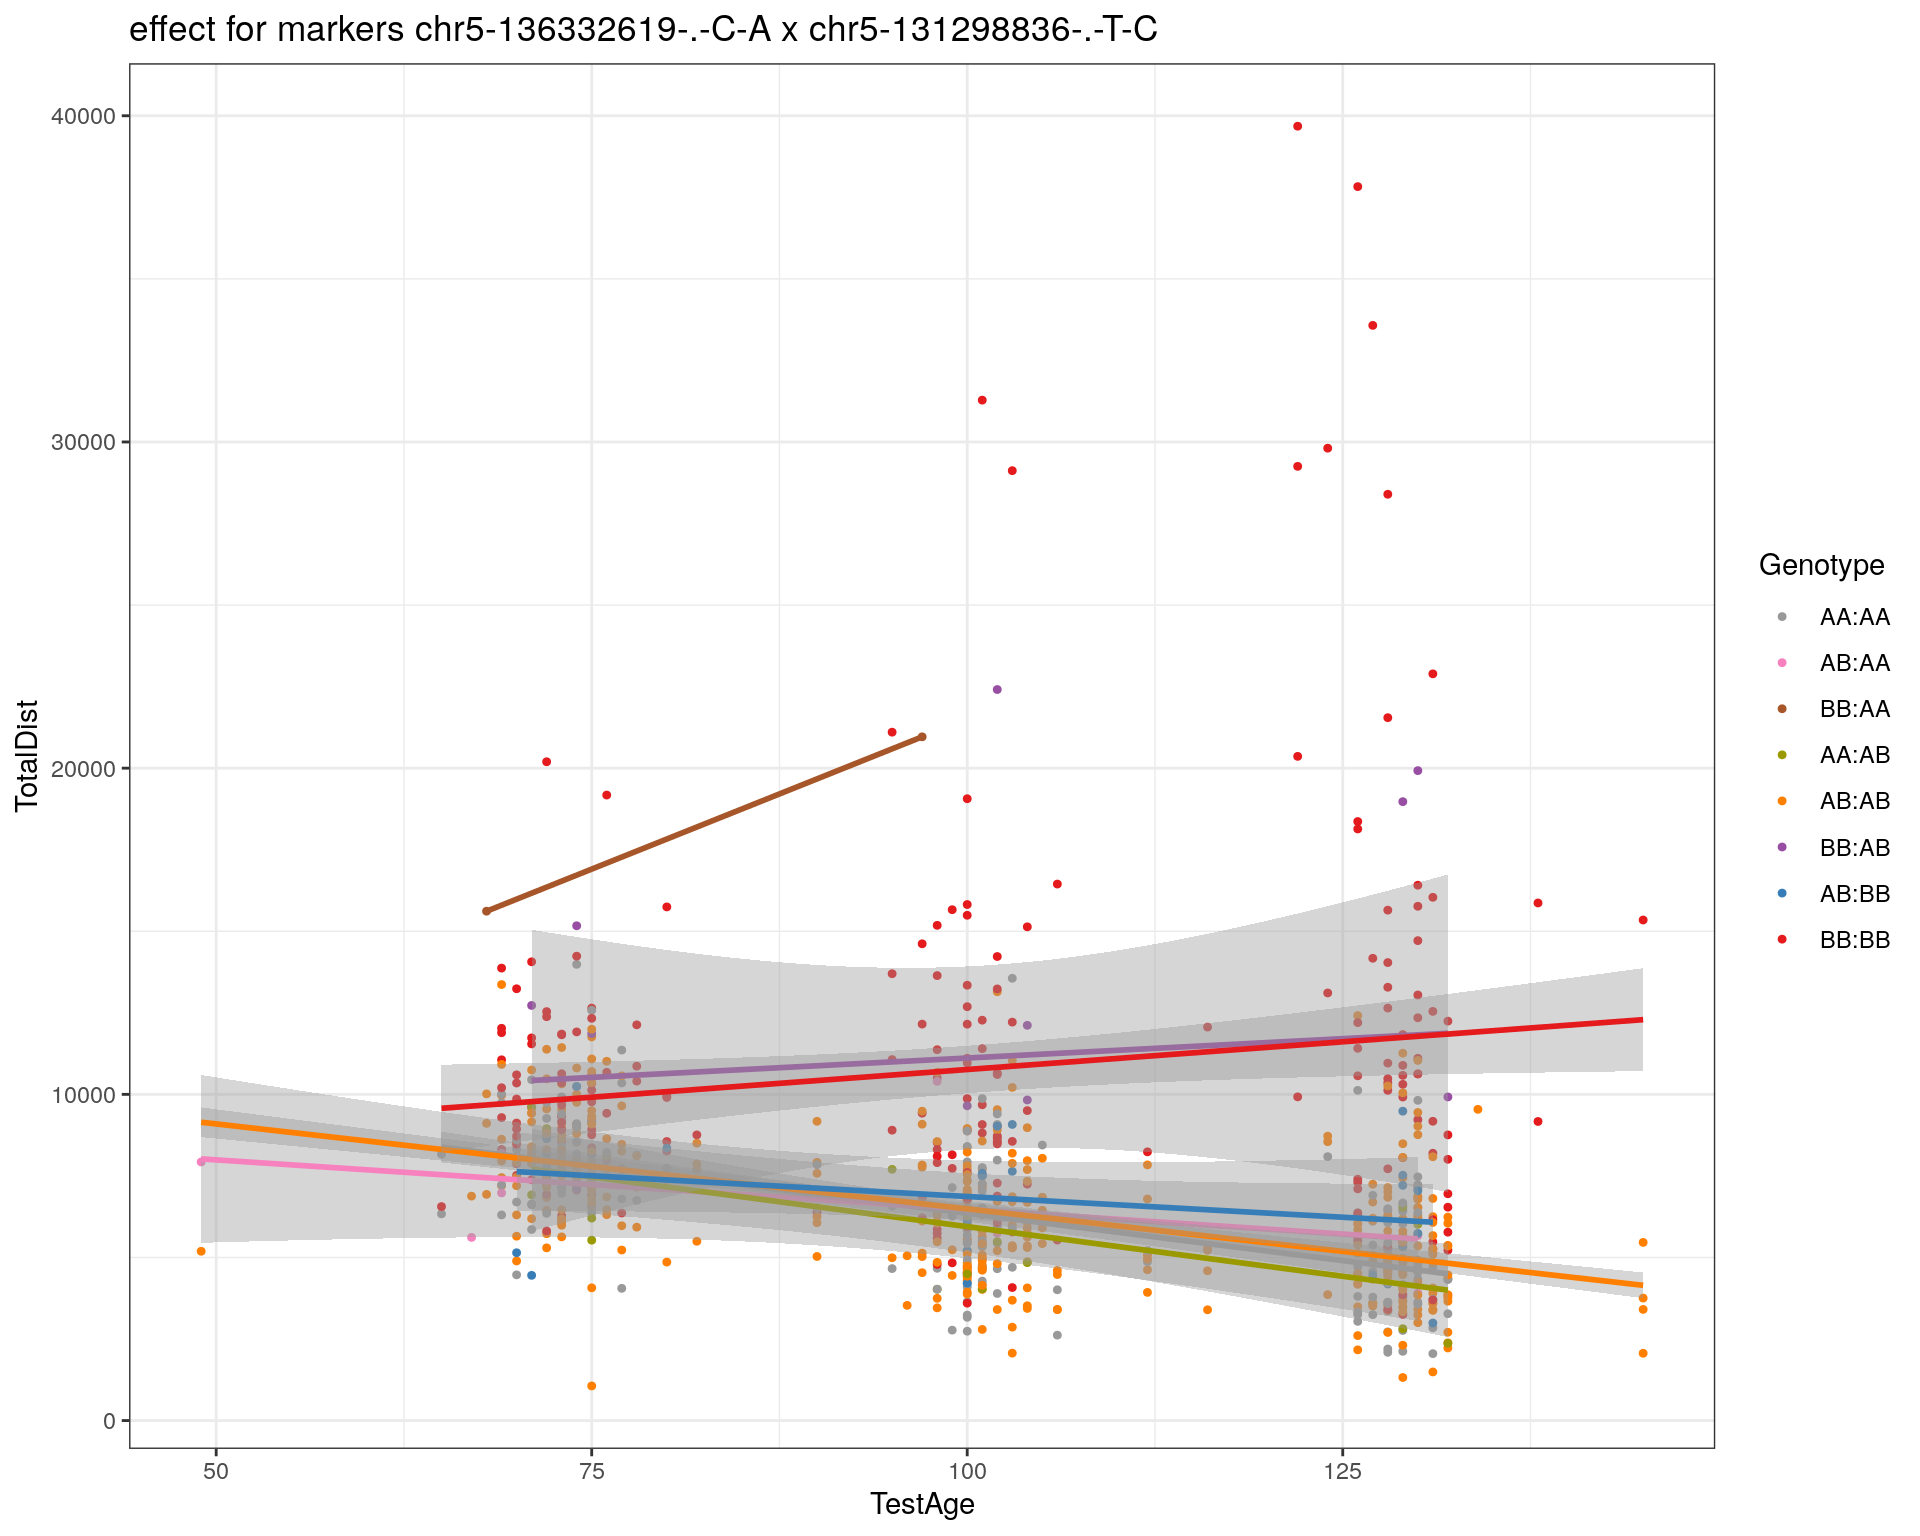 effect for markers chr5-136332619-.-C-A x chr5-131298836-.-T-C
40000
30000
20000
10000
0
TotalDist
50
75
100
125
TestAge
Genotype
AA:AA
AB:AA
BB:AA
AA:AB
AB:AB
BB:AB
AB:BB
BB:BB